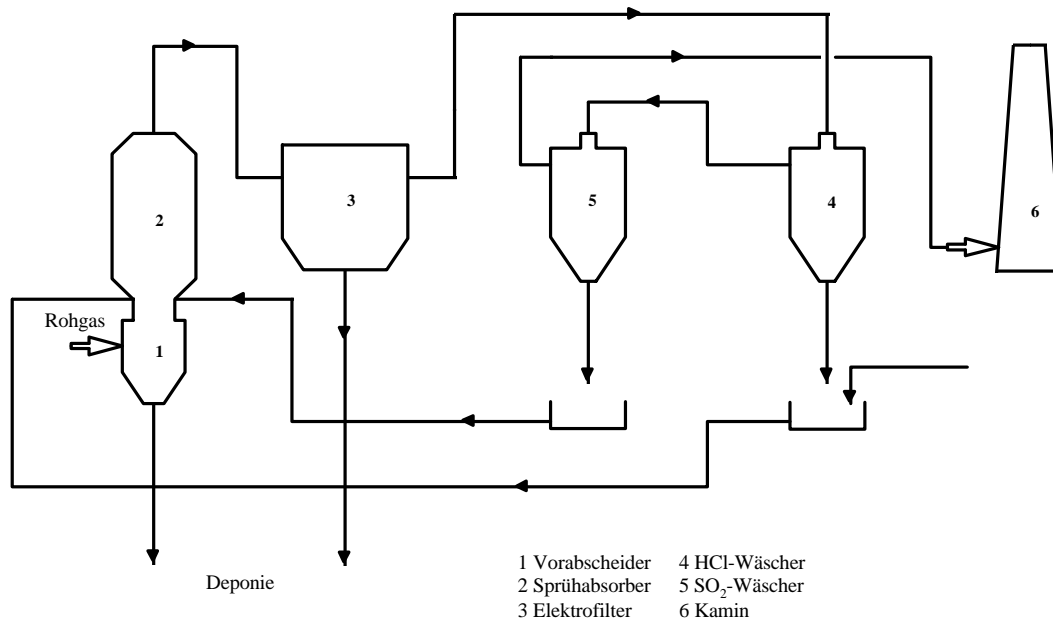 2
3
5
4
6
Rohgas
1
Deponie
1 Vorabscheider 4 HCl-Wäscher
2 Sprühabsorber 5 SO₂-Wäscher
3 Elektrofilter 6 Kamin